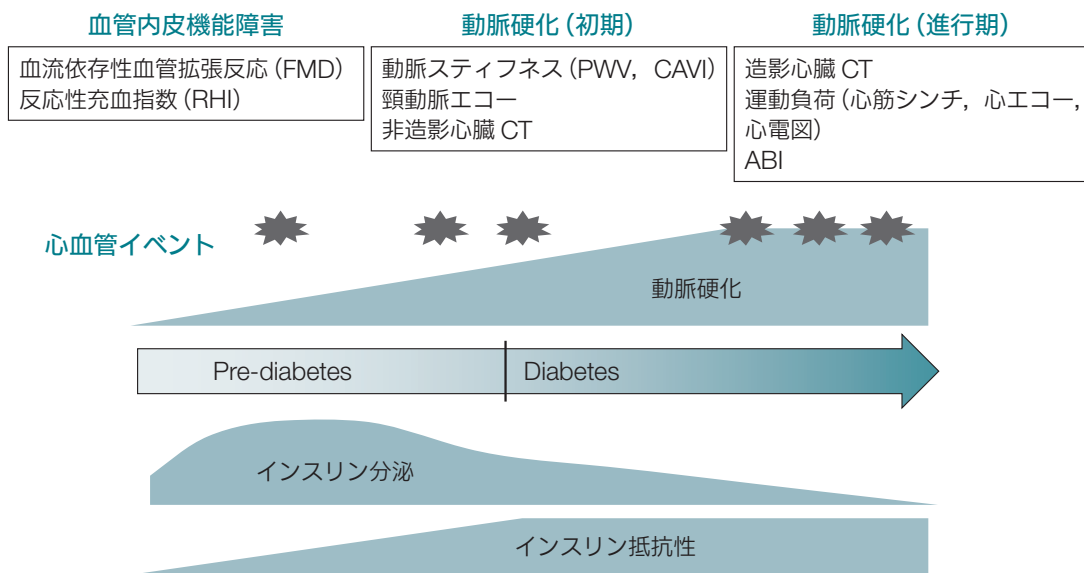 血管内皮機能障害
血流依存性血管拡張反応 (FMD)
反応性充血指数 (RHI)
動脈硬化 (初期)
動脈スティフネス (PWV, CAVI)
頸動脈エコー
非造影心臓 CT
動脈硬化 (進行期)
造影心臓 CT
運動負荷 (心筋シンチ, 心エコー,
心電図)
ABI
心血管イベント
動脈硬化
Pre-diabetes
Diabetes
インスリン分泌
インスリン抵抗性